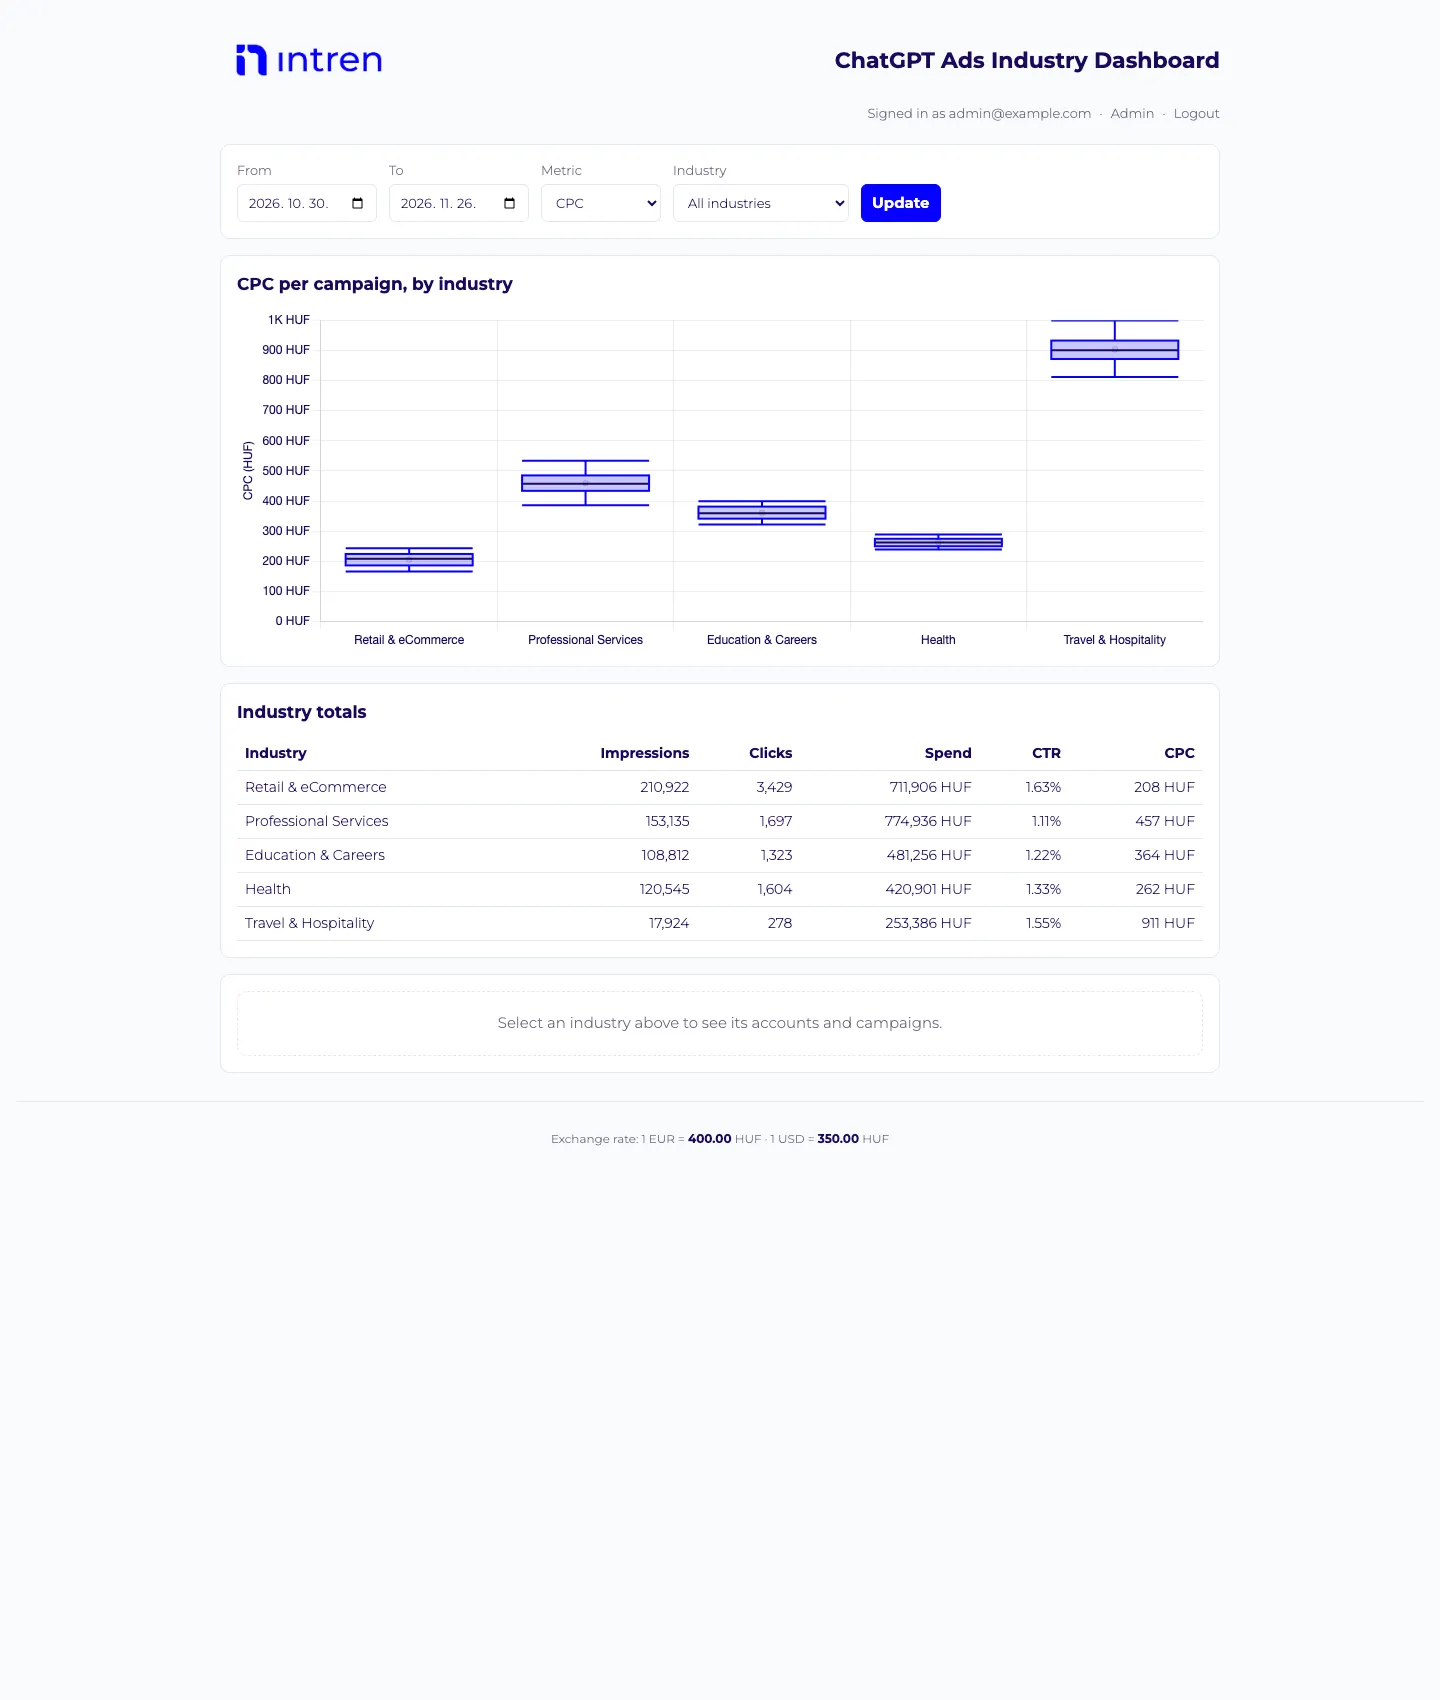 intren
ChatGPT Ads Industry Dashboard
Signed in as admin@example.com · Admin · Logout
From To Metric Industry
2026. 10. 30. 2026. 11. 26. CPC All industries Update
CPC per campaign, by industry
1K HUF
900 HUF
800 HUF
700 HUF
600 HUF
500 HUF
400 HUF
300 HUF
200 HUF
100 HUF
0 HUF
CPC (HUF)
Retail & eCommerce Professional Services Education & Careers Health Travel & Hospitality
Industry totals
Industry Impressions Clicks Spend CTR CPC
Retail & eCommerce 210,922 3,429 711,906 HUF 1.63% 208 HUF
Professional Services 153,135 1,697 774,936 HUF 1.11% 457 HUF
Education & Careers 108,812 1,323 481,256 HUF 1.22% 364 HUF
Health 120,545 1,604 420,901 HUF 1.33% 262 HUF
Travel & Hospitality 17,924 278 253,386 HUF 1.55% 911 HUF
Select an industry above to see its accounts and campaigns.
Exchange rate: 1 EUR = 400.00 HUF · 1 USD = 350.00 HUF